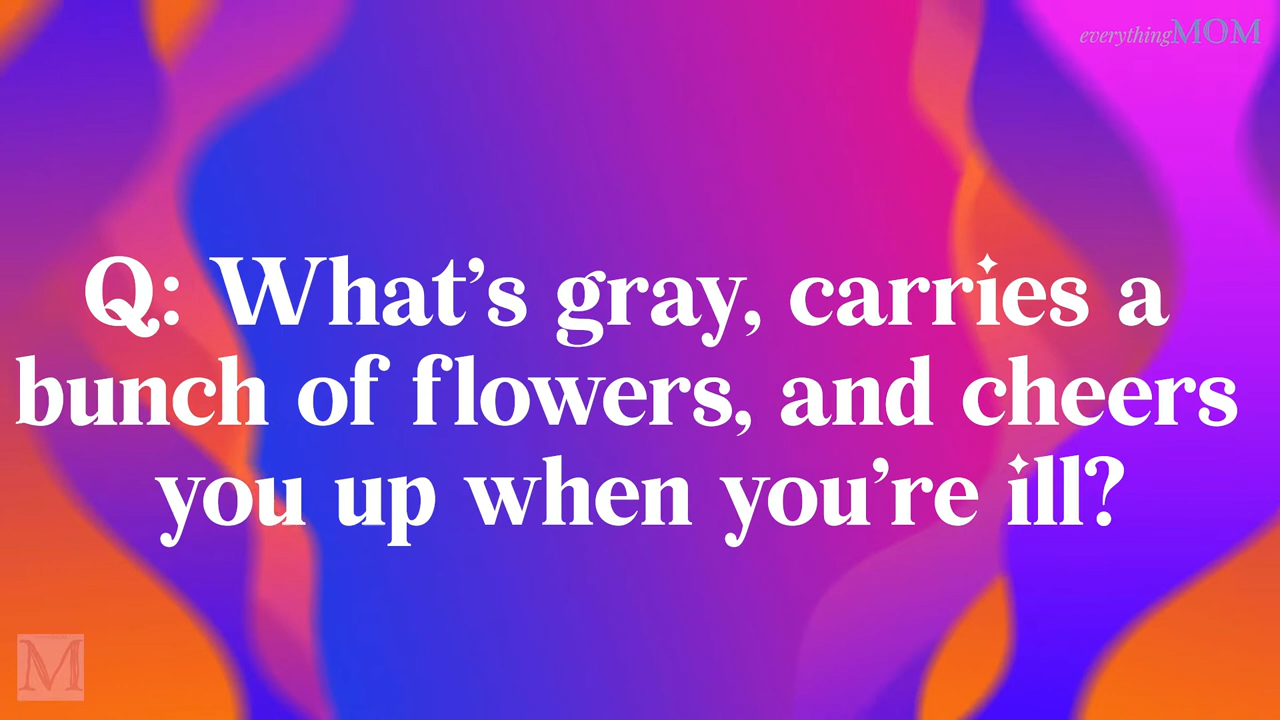 everythingMOM
Q: What’s gray, carries a
bunch of flowers, and cheers
you up when you’re ill?
M